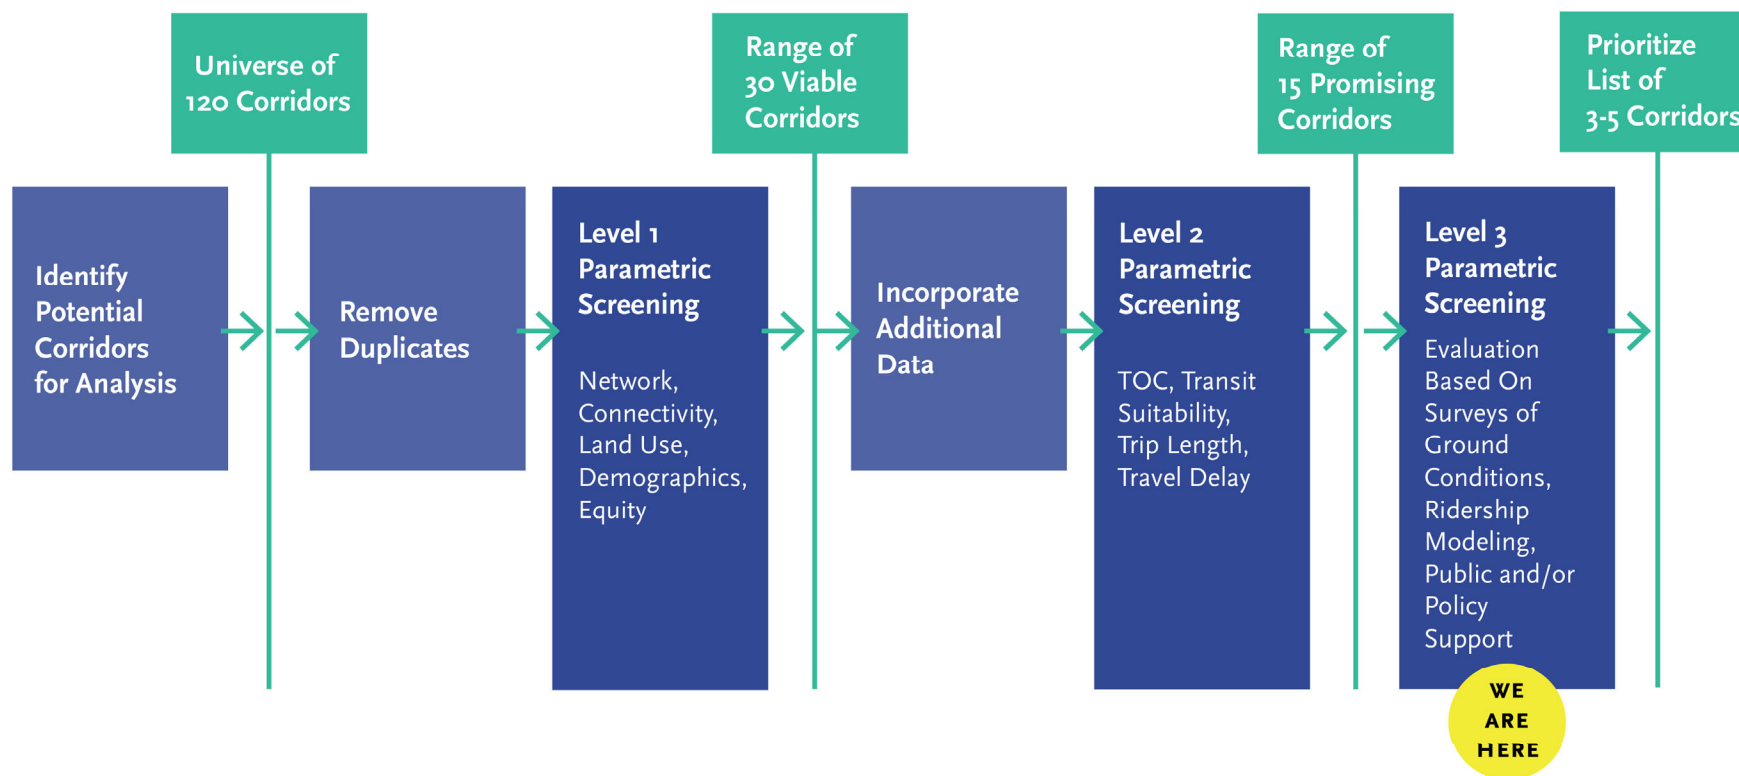 Universe of
120 Corridors
Range of
30 Viable
Corridors
Range of
15 Promising
Corridors
Prioritize
List of
3-5 Corridors
Identify
Potential
Corridors
for Analysis
Remove
Duplicates
Level 1
Parametric
Screening
Network,
Connectivity,
Land Use,
Demographics,
Equity
Incorporate
Additional
Data
Level 2
Parametric
Screening
TOC, Transit
Suitability,
Trip Length,
Travel Delay
Level 3
Parametric
Screening
Evaluation
Based On
Surveys of
Ground
Conditions,
Ridership
Modeling,
Public and/or
Policy
Support
WE
ARE
HERE